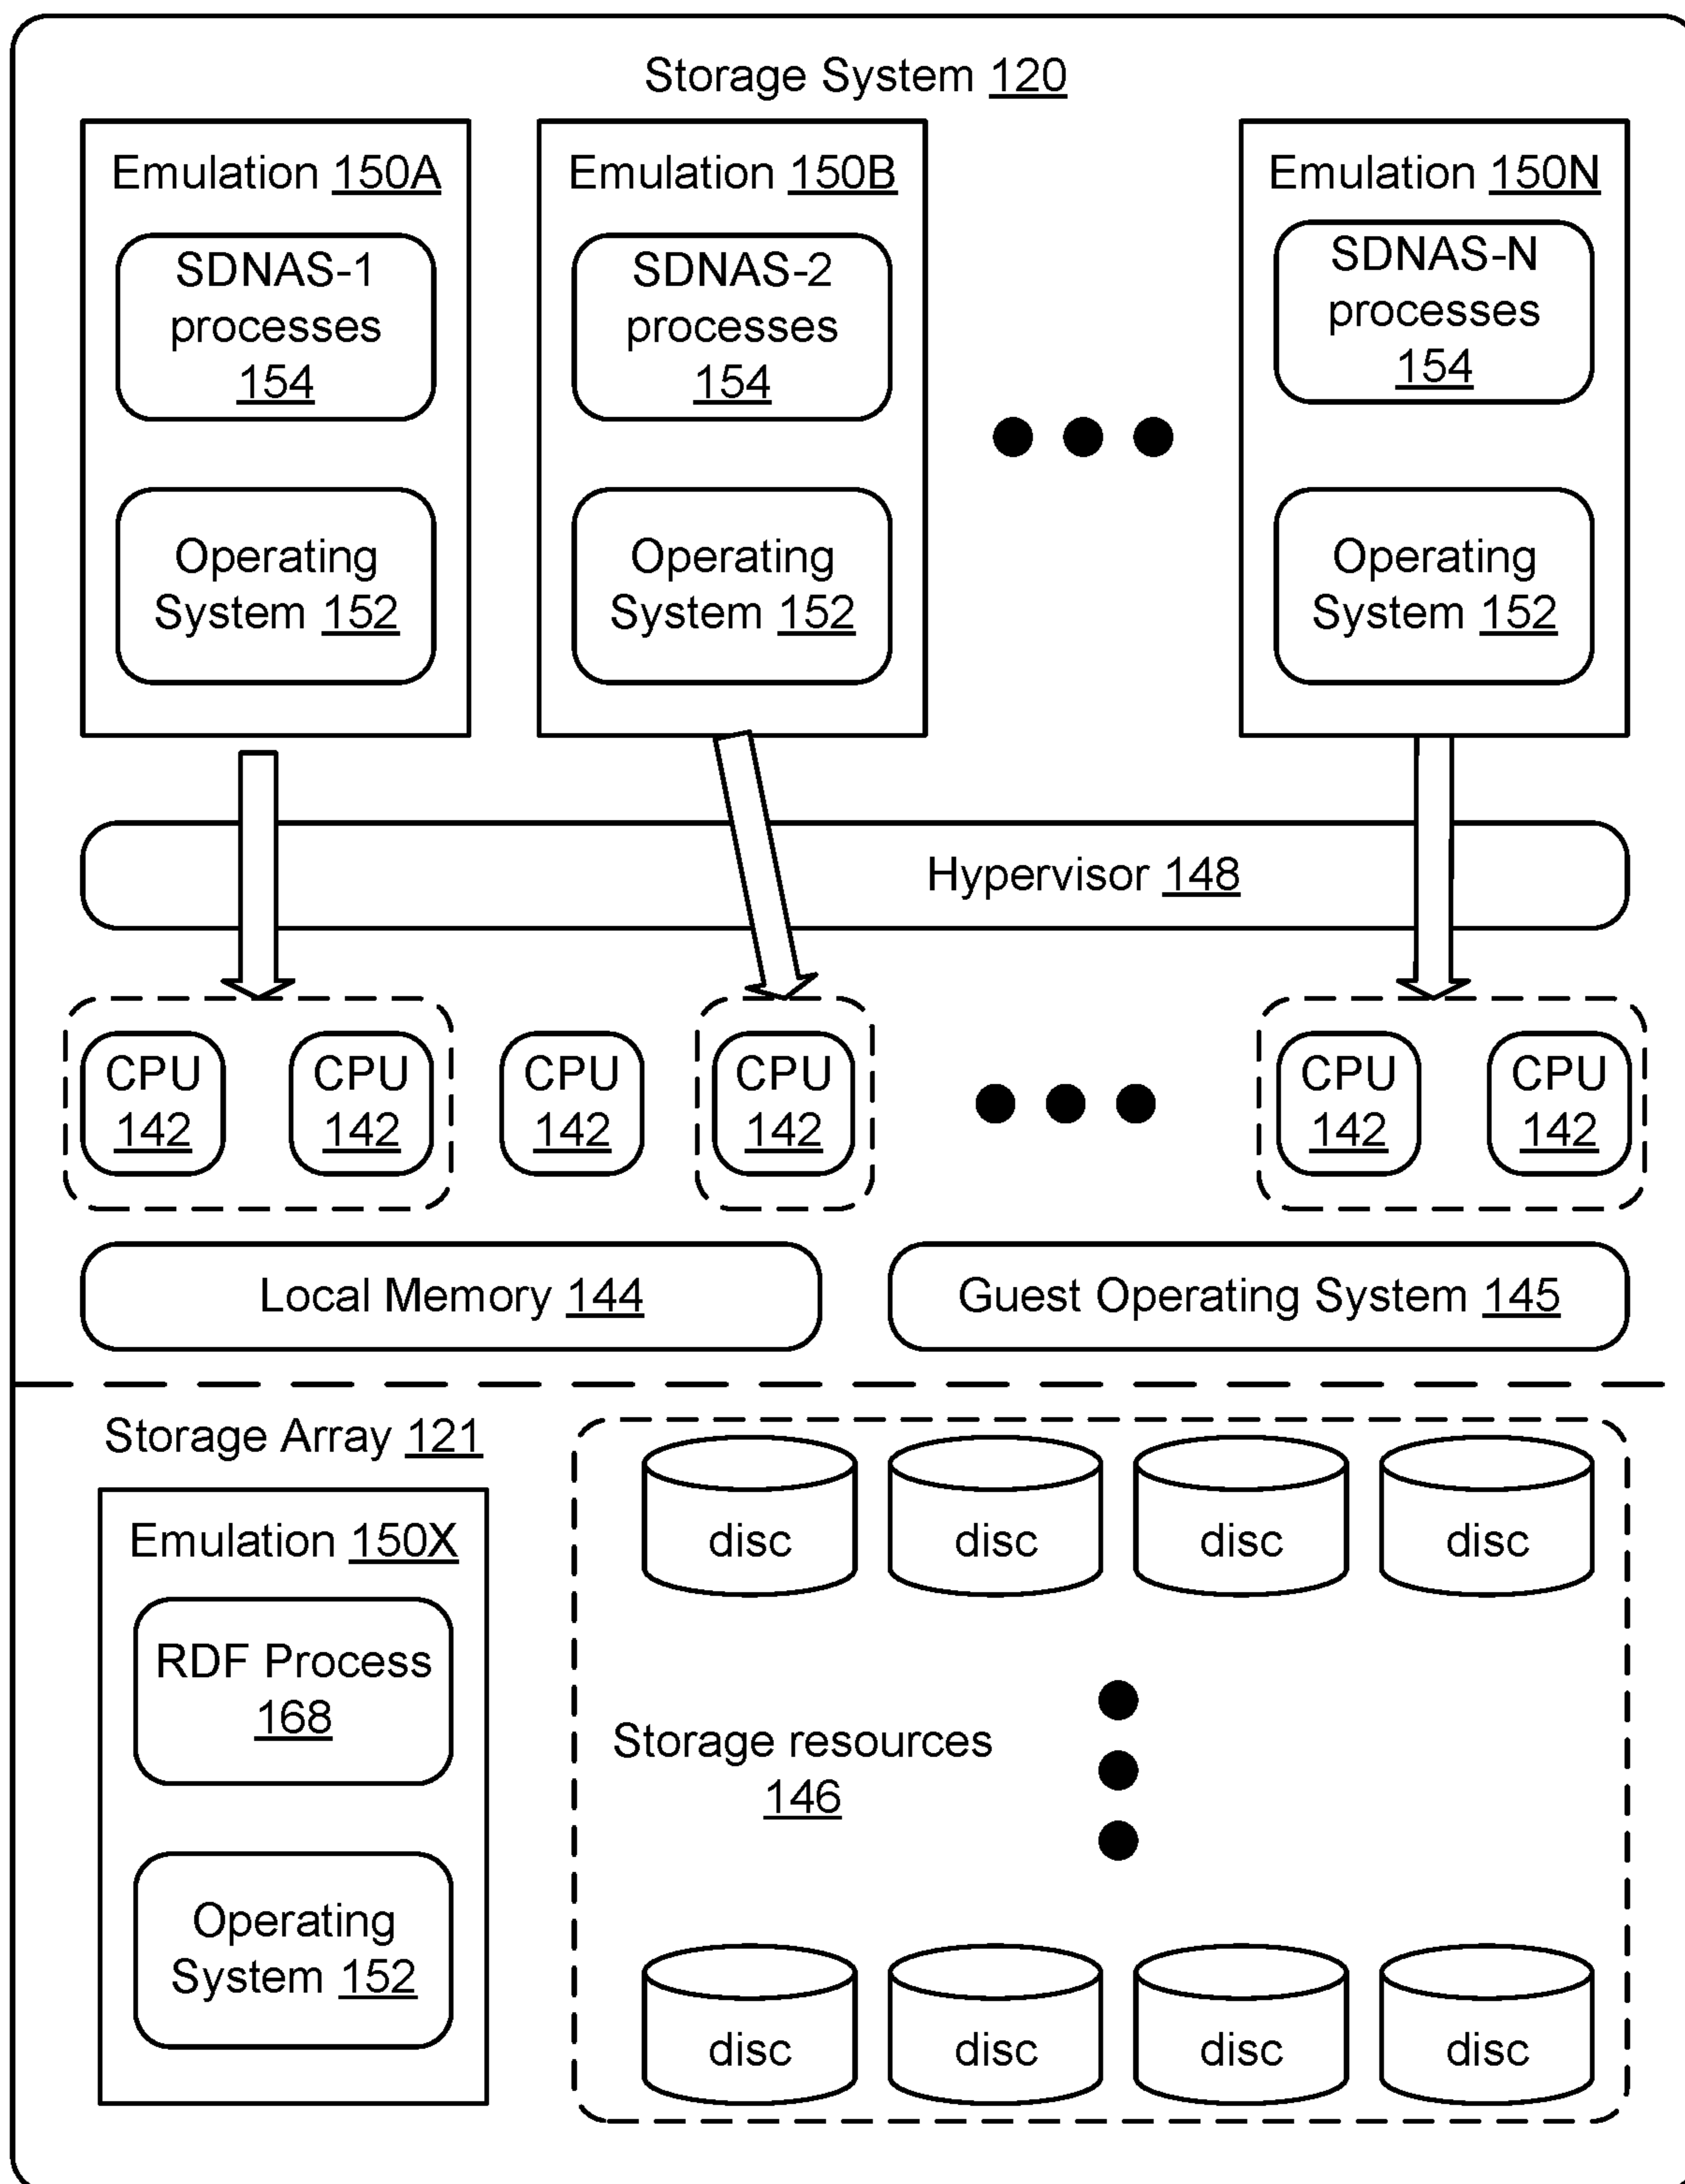 Storage System 120
Emulation 150A
SDNAS-1
processes
154
Operating
System 152
Emulation 150B
SDNAS-2
processes
154
Operating
System 152
Emulation 150N
SDNAS-N
processes
154
Operating
System 152
Hypervisor 148
CPU
142
CPU
142
CPU
142
CPU
142
CPU
142
CPU
142
Local Memory 144
Guest Operating System 145
Storage Array 121
Emulation 150X
RDF Process
168
Operating
System 152
disc
disc
disc
disc
Storage resources
146
disc
disc
disc
disc